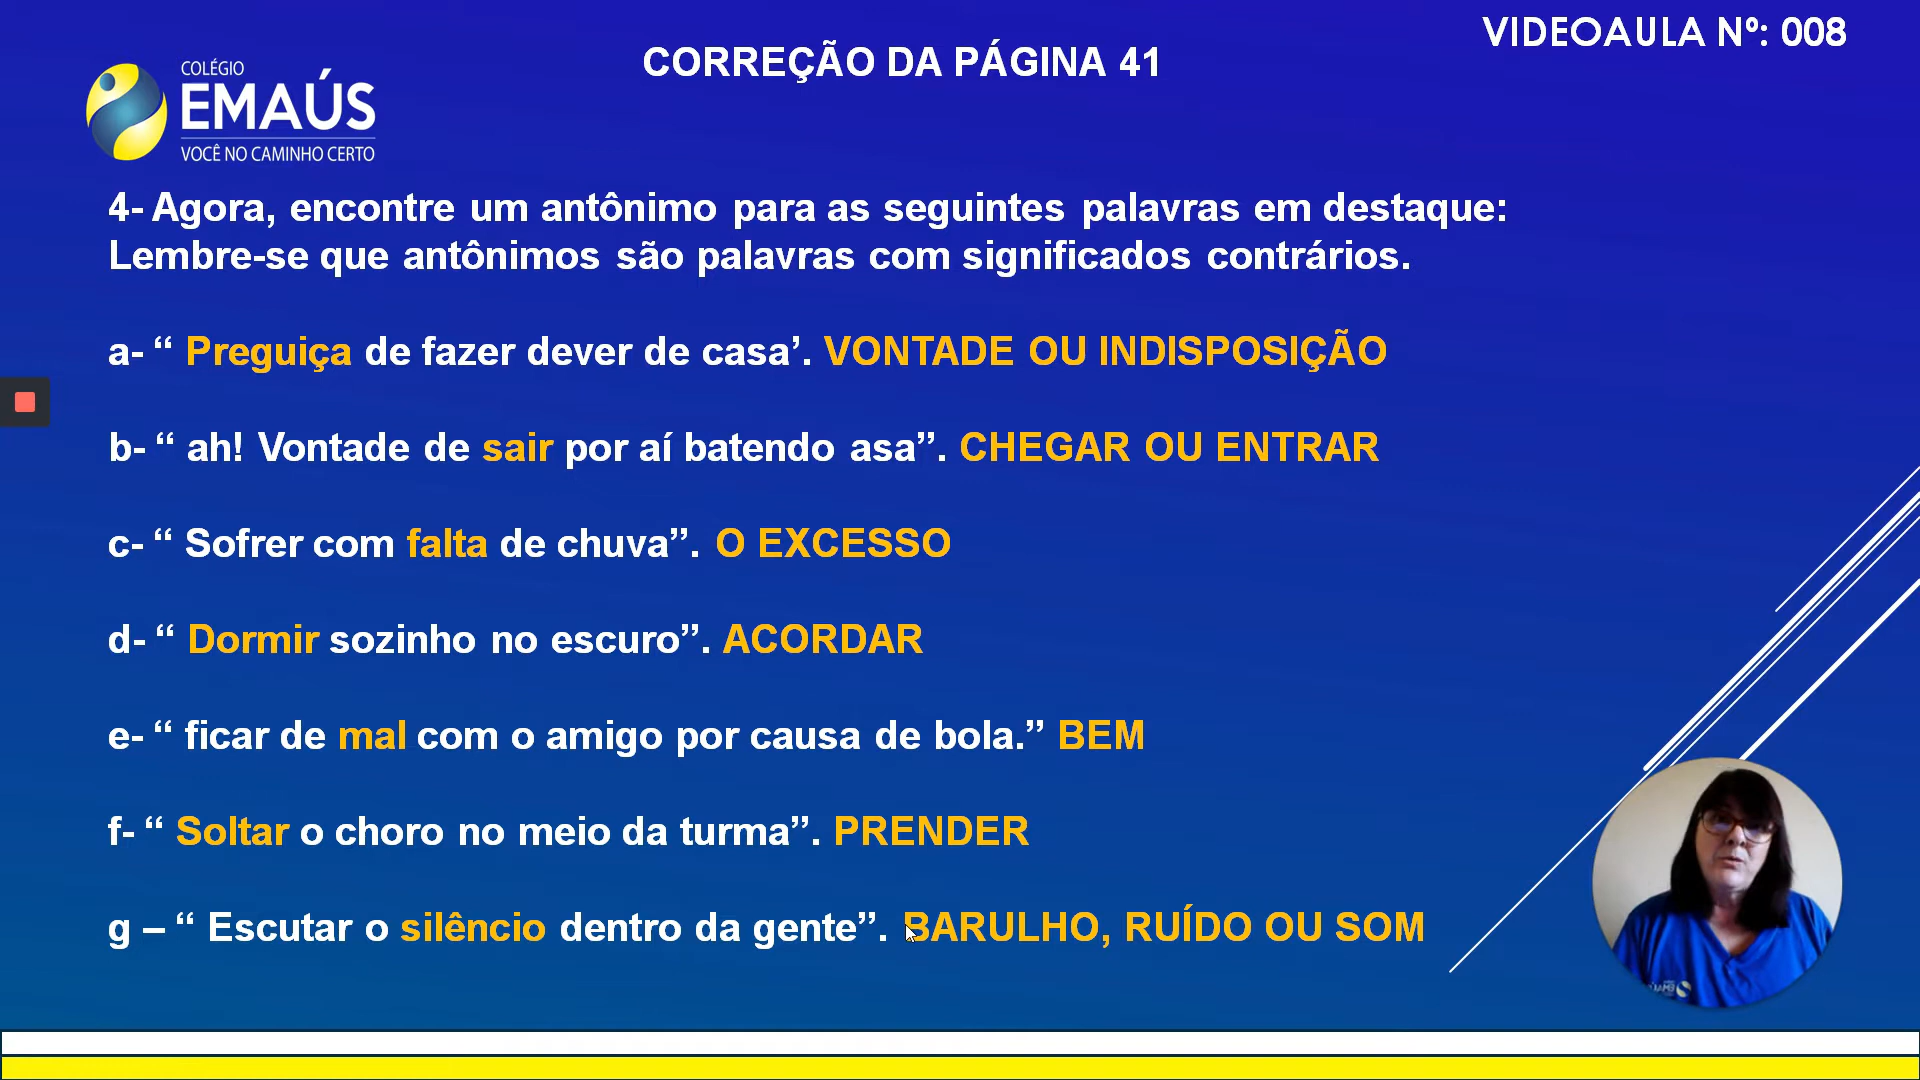 VIDEOAULA Nº: 008
CORREÇÃO DA PÁGINA 41
COLÉGIO
EMAÚS
VOCÊ NO CAMINHO CERTO
4- Agora, encontre um antônimo para as seguintes palavras em destaque:
Lembre-se que antônimos são palavras com significados contrários.
a- “ Preguiça de fazer dever de casa’. VONTADE OU INDISPOSIÇÃO
b- “ ah! Vontade de sair por aí batendo asa”. CHEGAR OU ENTRAR
c- “ Sofrer com falta de chuva”. O EXCESSO
d- “ Dormir sozinho no escuro”. ACORDAR
e- “ ficar de mal com o amigo por causa de bola.” BEM
f- “ Soltar o choro no meio da turma”. PRENDER
g – “ Escutar o silêncio dentro da gente”. BARULHO, RUÍDO OU SOM